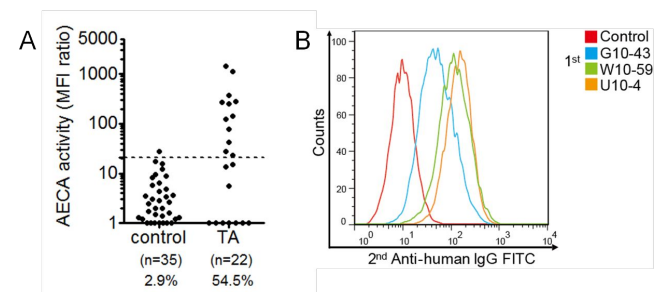 A
AECA activity (MFI ratio)
5000
1000
100
10
1
control
TA
(n=35)
(n=22)
2.9%
54.5%
B
Counts
100
80
60
40
20
0
10^0
10^1
10^2
10^3
10^4
2nd Anti-human IgG FITC
1st
Control
G10-43
W10-59
U10-4